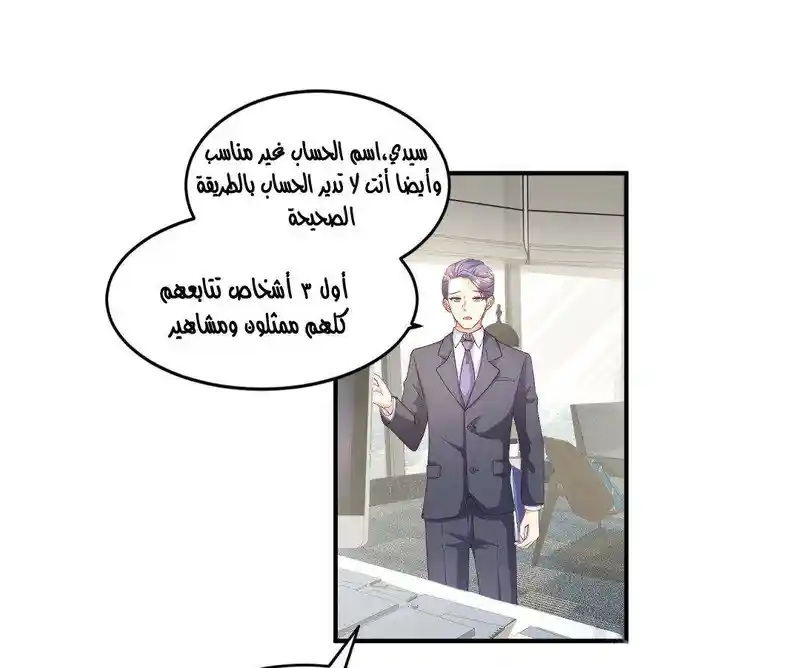 سيدي،اسم الحساب غير مناسب
وأيضا أنت لا تدير الحساب بالطريقة
الصحيحة
أول ٣ أشخاص تتابعهم
كلهم ممثلون ومشاهير